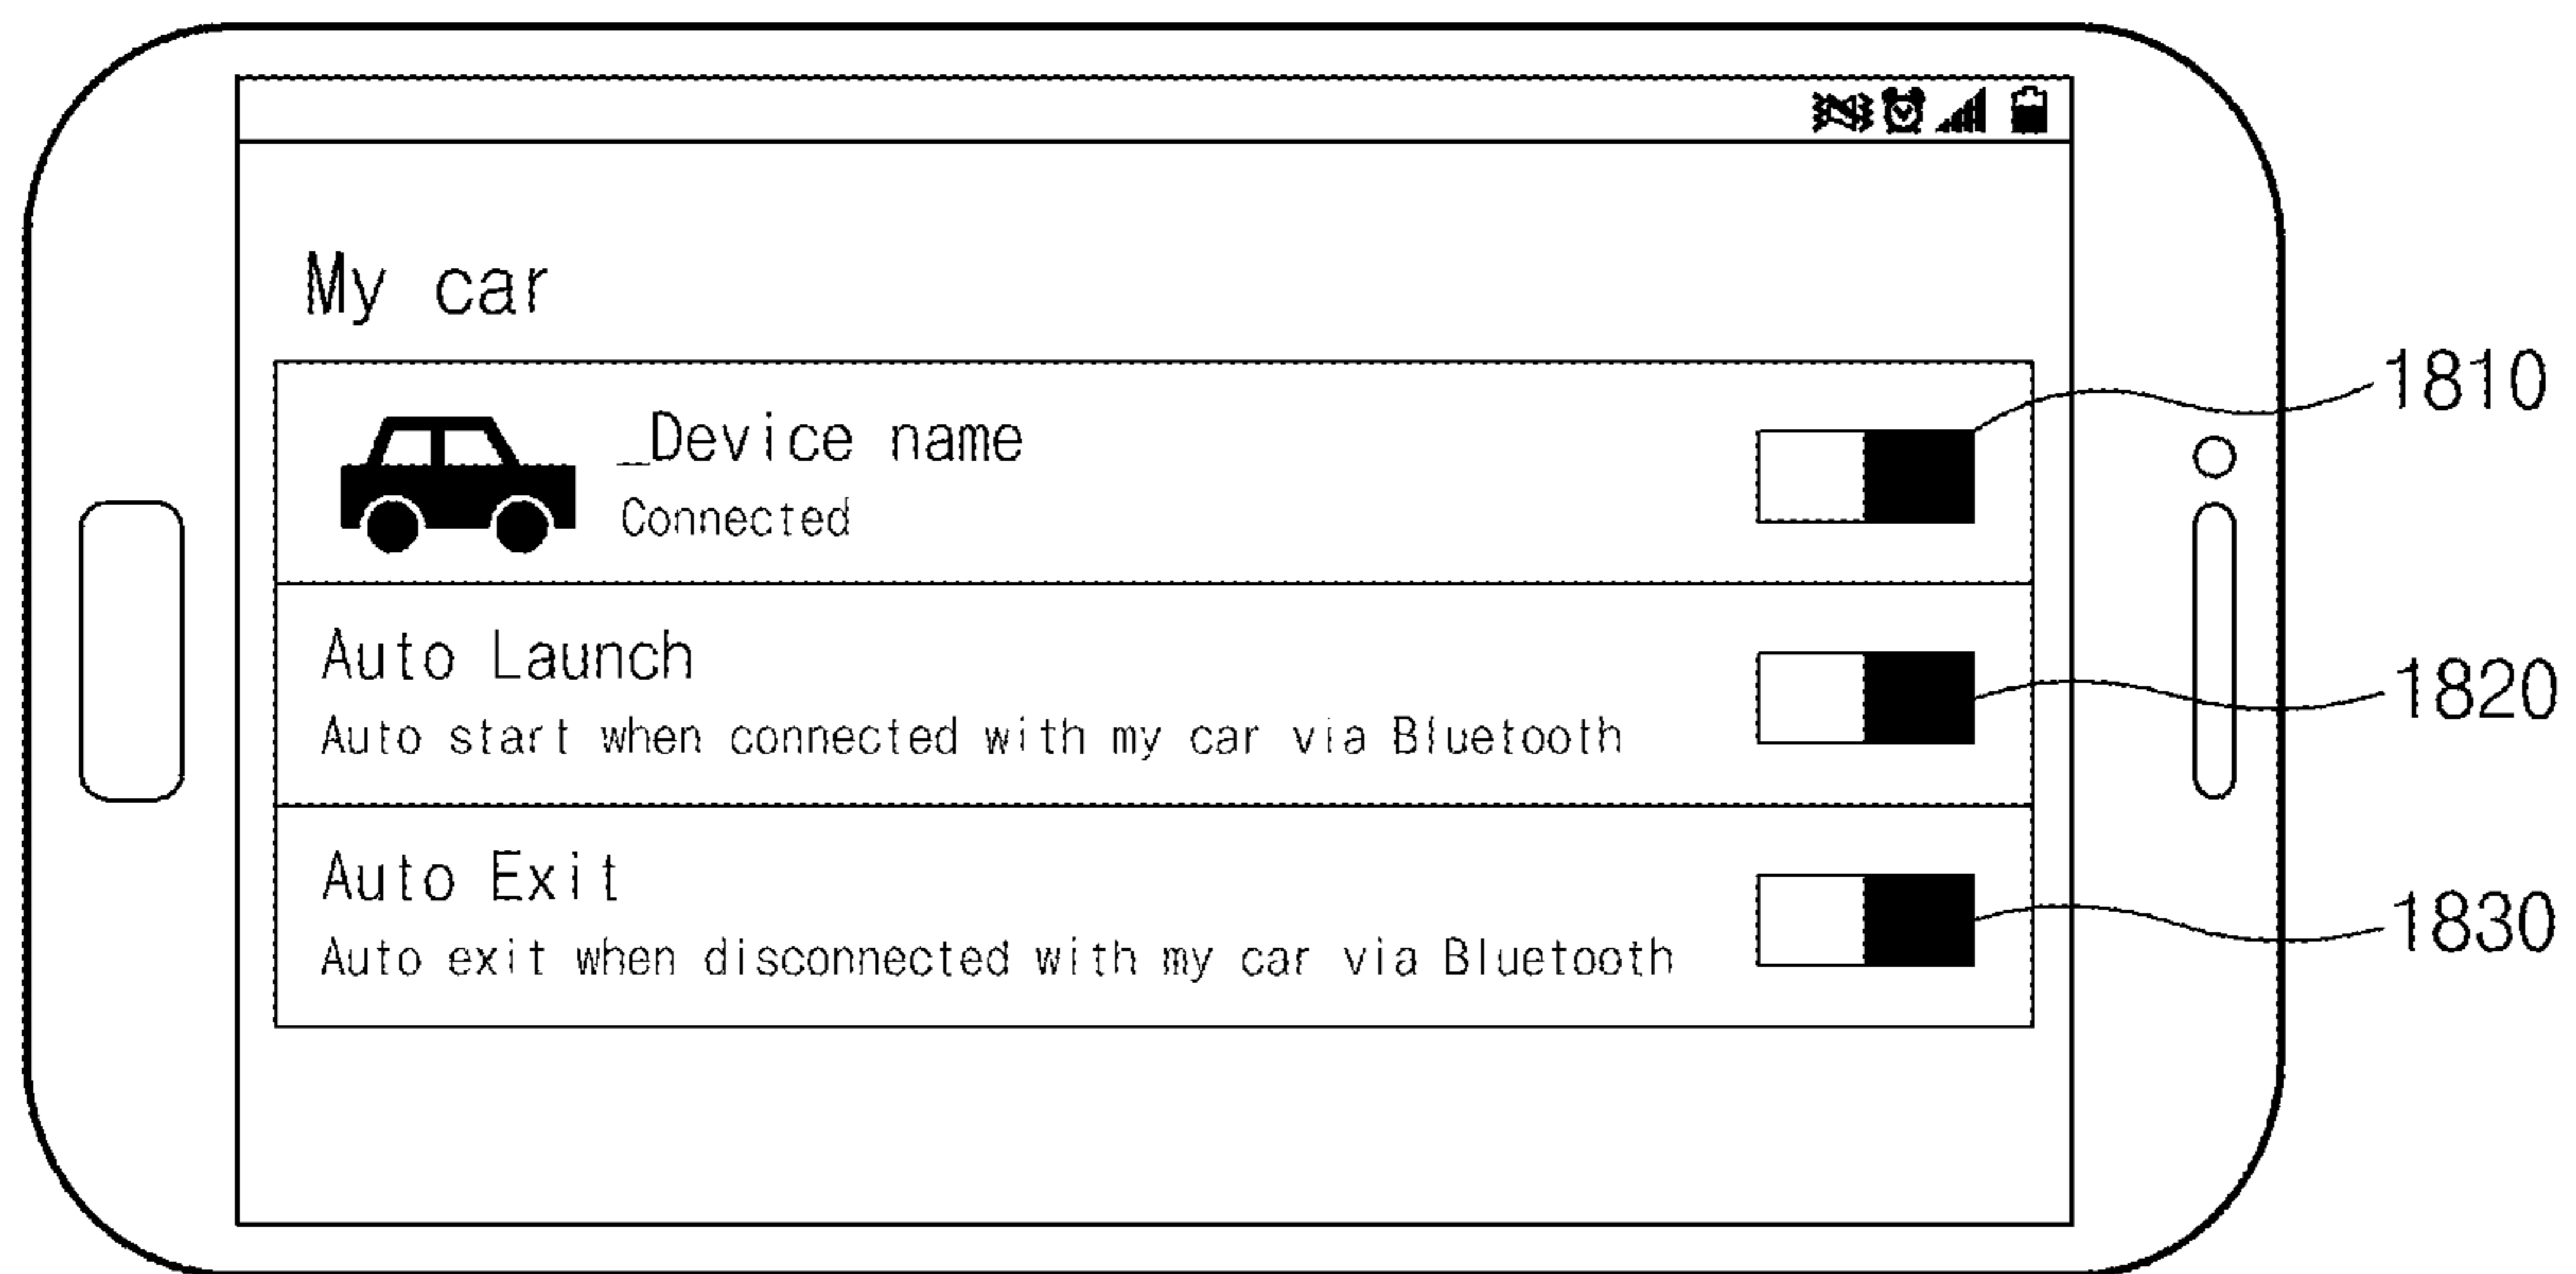 My car
_Device name
Connected
1810
Auto Launch
Auto start when connected with my car via Bluetooth
1820
Auto Exit
Auto exit when disconnected with my car via Bluetooth
1830